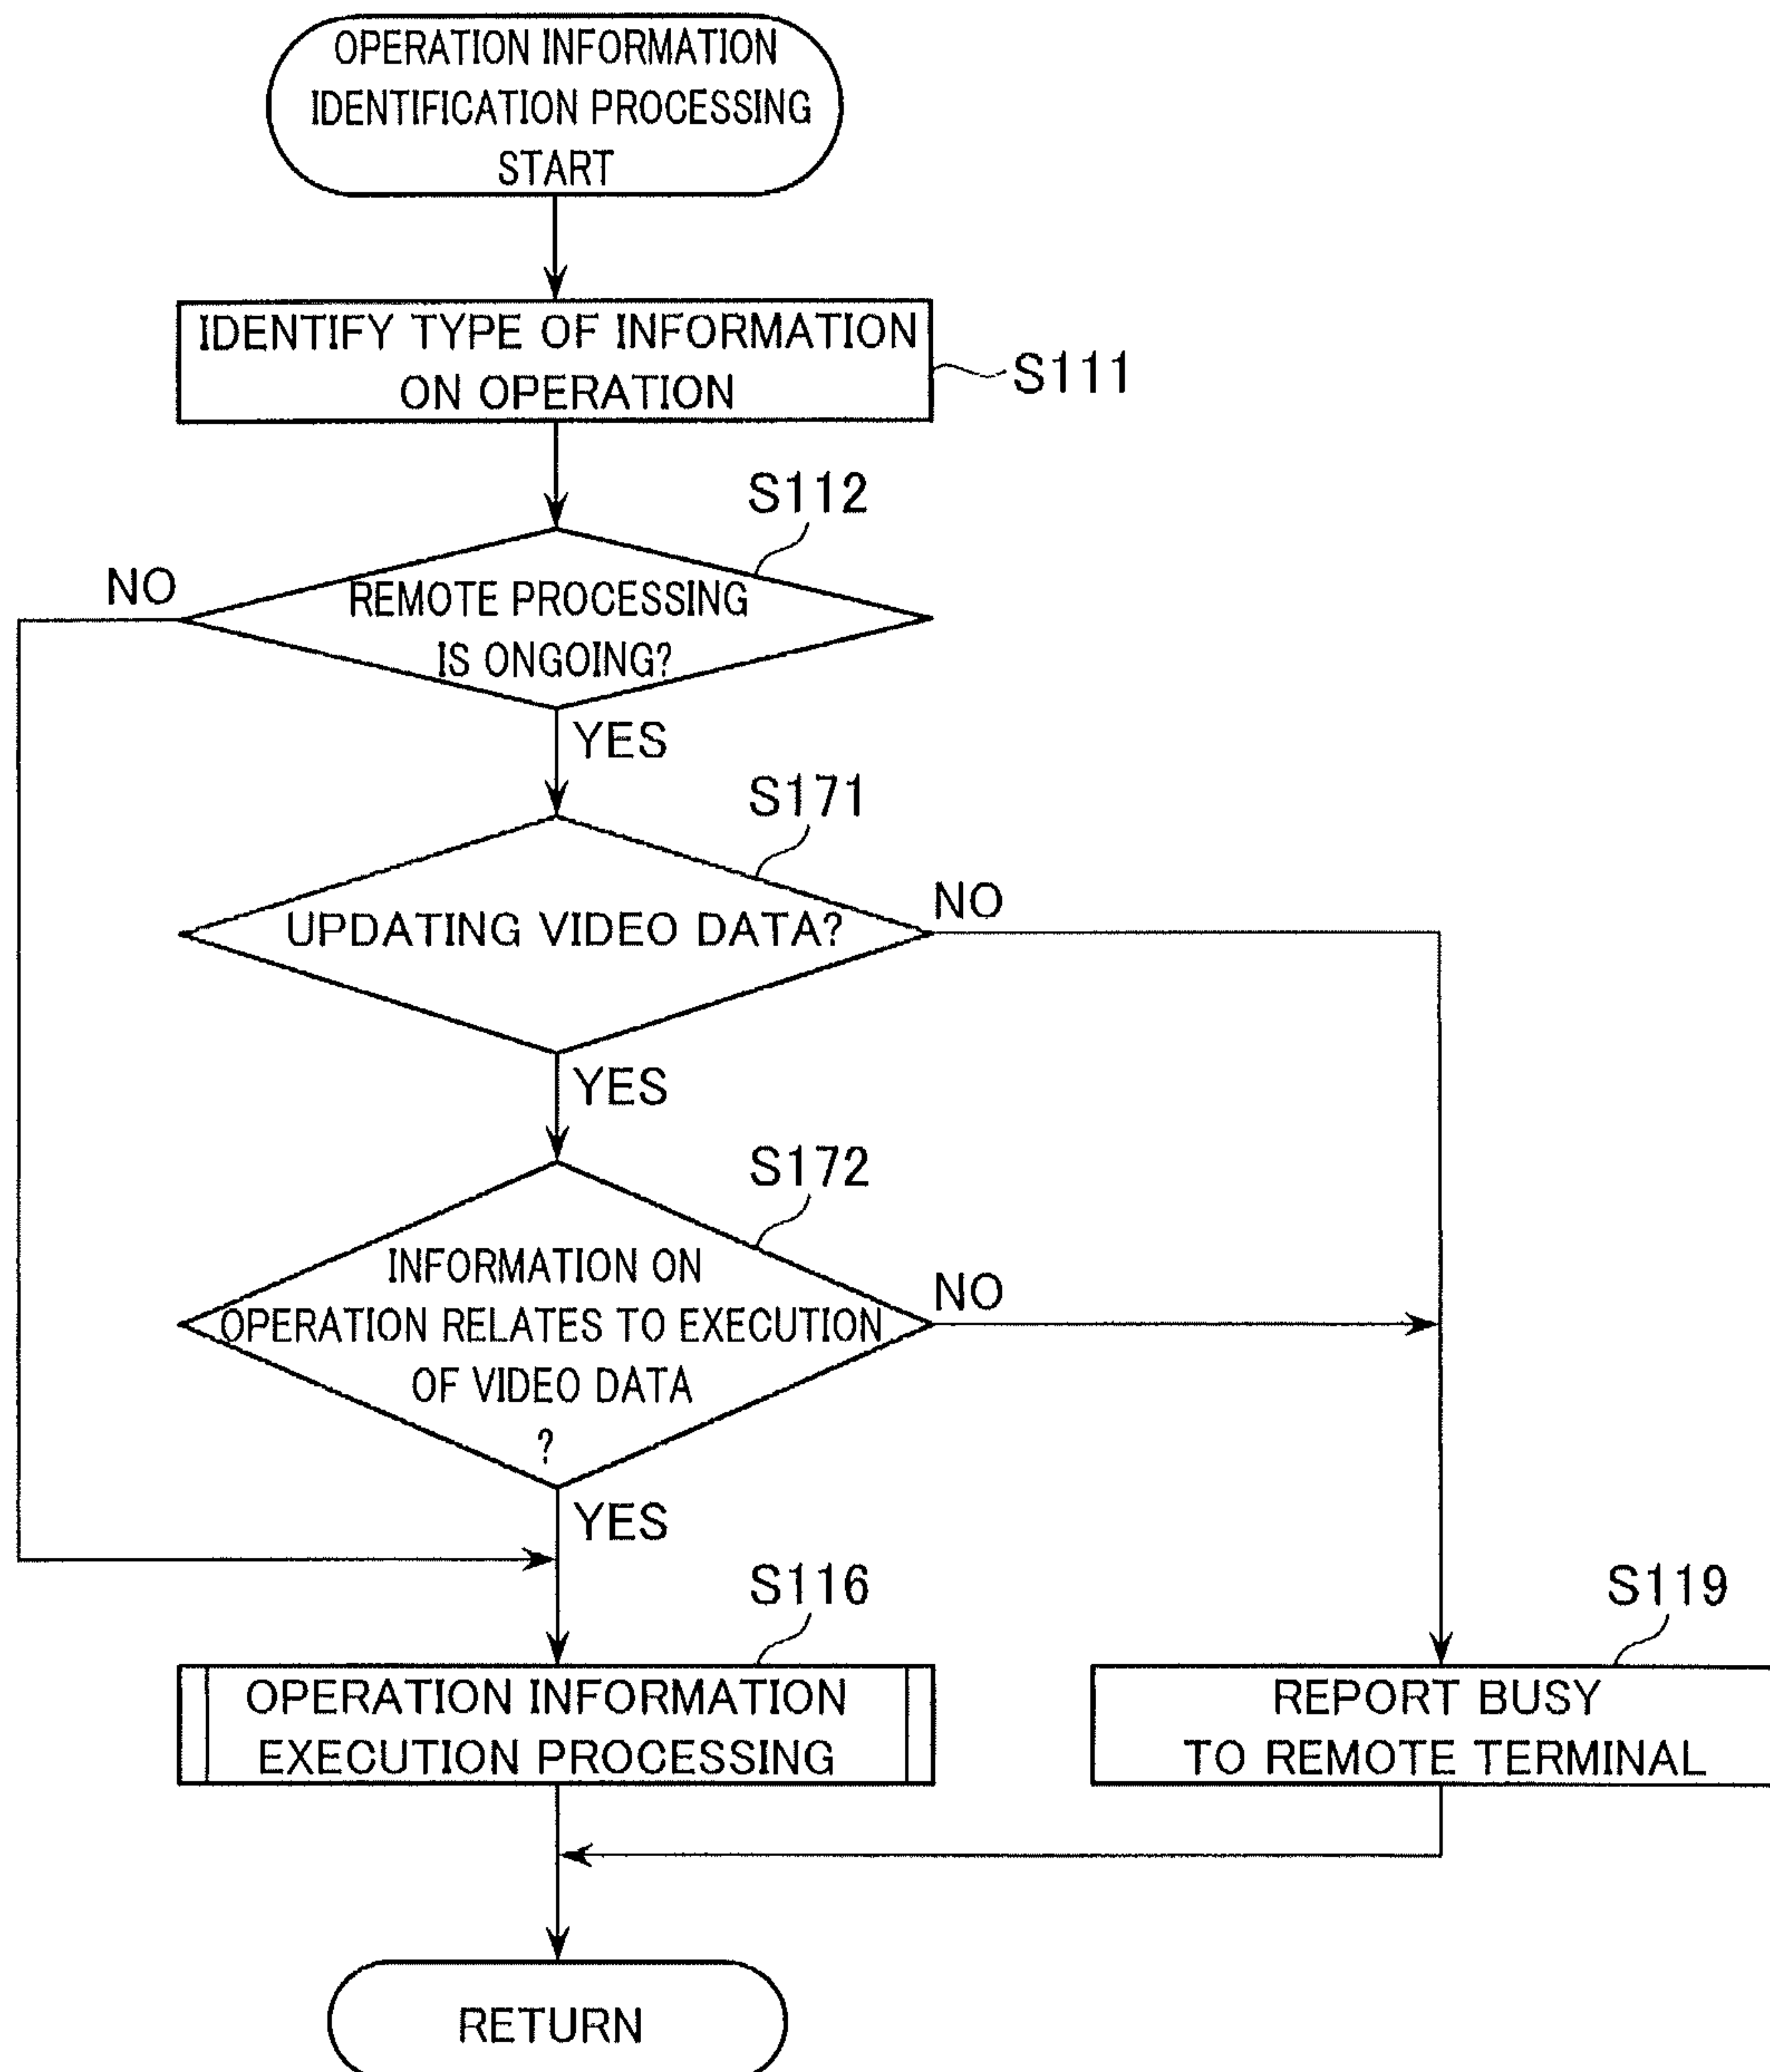 OPERATION INFORMATION
IDENTIFICATION PROCESSING
START
IDENTIFY TYPE OF INFORMATION
ON OPERATION
S111
S112
NO
REMOTE PROCESSING
IS ONGOING?
YES
S171
UPDATING VIDEO DATA?
NO
YES
S172
INFORMATION ON
OPERATION RELATES TO EXECUTION
OF VIDEO DATA
?
NO
YES
S116
OPERATION INFORMATION
EXECUTION PROCESSING
S119
REPORT BUSY
TO REMOTE TERMINAL
RETURN